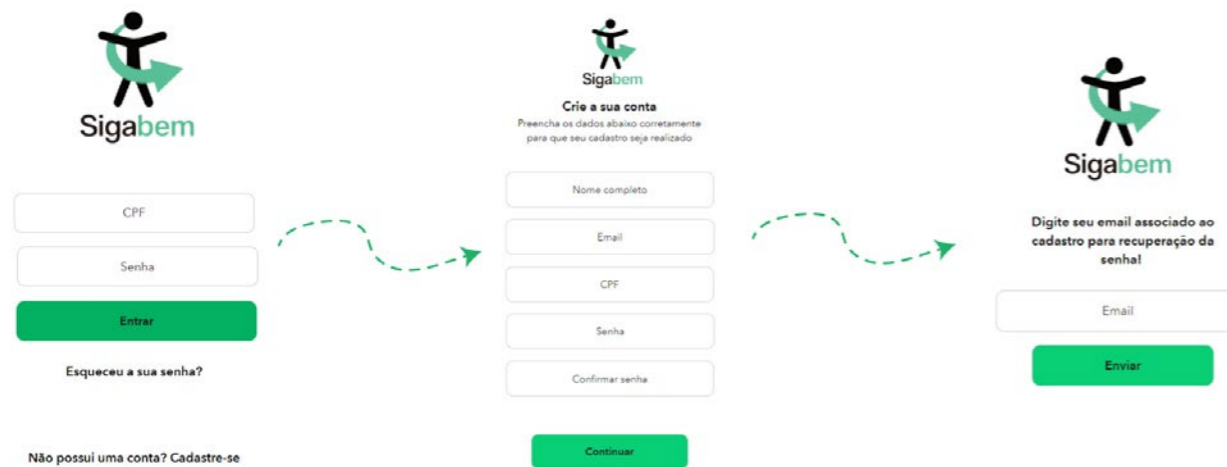 Sigabem
CPF
Senha
Entrar
Esqueceu a sua senha?
Não possui uma conta? Cadastre-se
Sigabem
Crie a sua conta
Preencha os dados abaixo corretamente
para que seu cadastro seja realizado
Nome completo
Email
CPF
Senha
Confirmar senha
Continuar
Sigabem
Digite seu email associado ao
cadastro para recuperação da
senha!
Email
Enviar